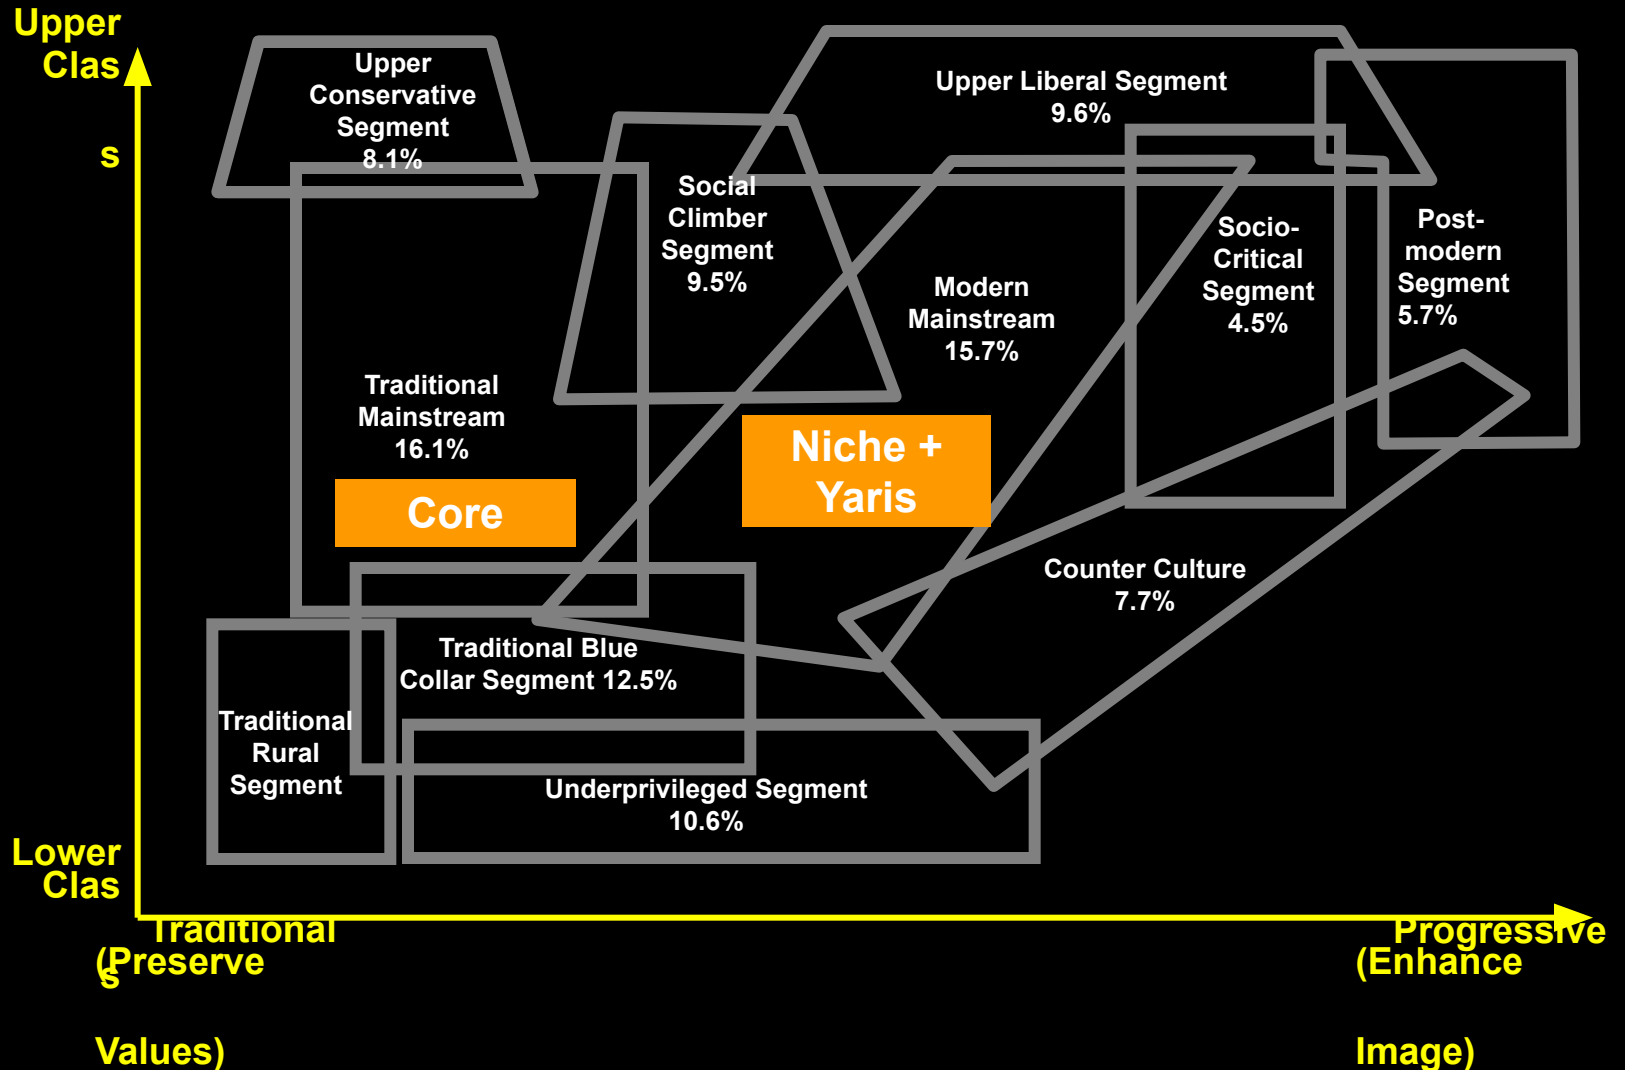 Upper
Clas
s
Upper
Conservative
Segment
8.1%
Upper Liberal Segment
9.6%
Social
Climber
Segment
9.5%
Socio-
Critical
Segment
4.5%
Post-
modern
Segment
5.7%
Modern
Mainstream
15.7%
Traditional
Mainstream
16.1%
Core
Niche +
Yaris
Counter Culture
7.7%
Traditional Blue
Collar Segment 12.5%
Traditional
Rural
Segment
Underprivileged Segment
10.6%
Lower
Clas
s
Traditional
(Preserve
Values)
Progressive
(Enhance
Image)